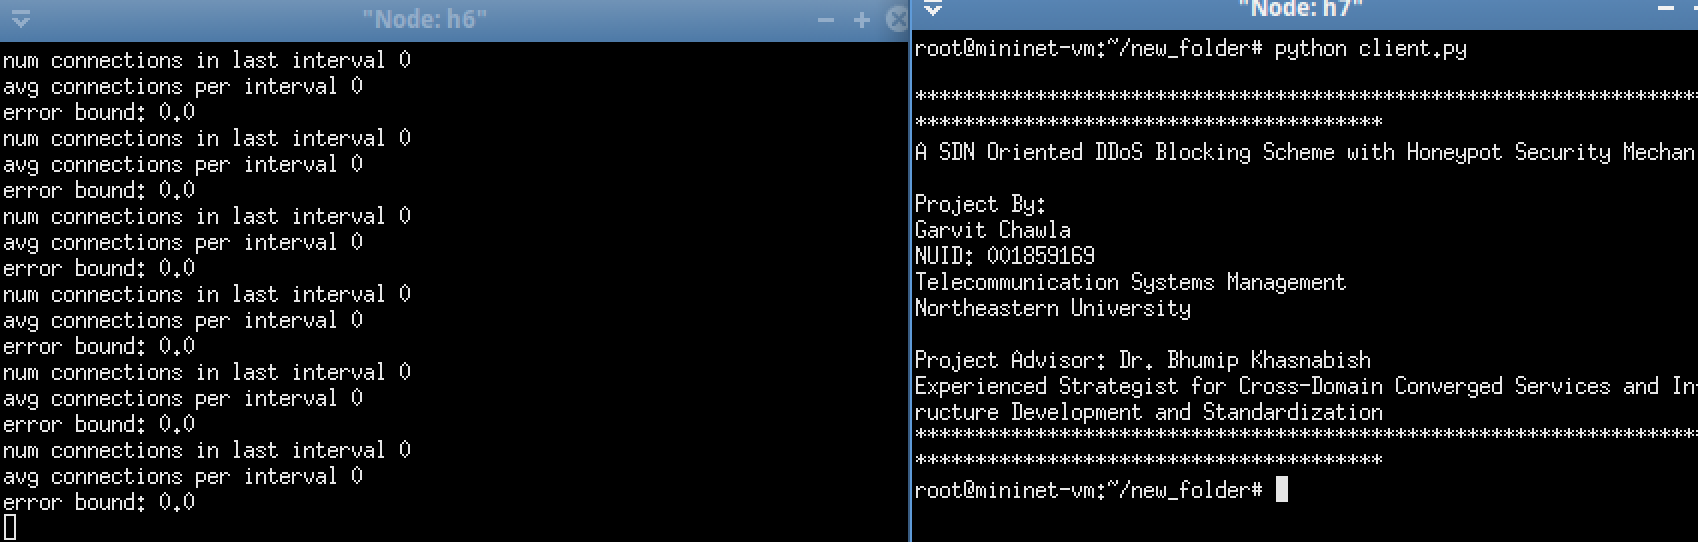 "Node: h6"
num connections in last interval 0
avg connections per interval 0
error bound: 0.0
num connections in last interval 0
avg connections per interval 0
error bound: 0.0
num connections in last interval 0
avg connections per interval 0
error bound: 0.0
num connections in last interval 0
avg connections per interval 0
error bound: 0.0
num connections in last interval 0
avg connections per interval 0
error bound: 0.0
num connections in last interval 0
avg connections per interval 0
error bound: 0.0
"Node: h7"
root@mininet-vm:~/new_folder# python client.py
*****************************************************************
***************************************
A SDN Oriented DDoS Blocking Scheme with Honeypot Security Mechan
Project By:
Garvit Chawla
NUID: 001859169
Telecommunication Systems Management
Northeastern University
Project Advisor: Dr. Bhumip Khasnabish
Experienced Strategist for Cross-Domain Converged Services and In
ructure Development and Standardization
*****************************************************************
***************************************
root@mininet-vm:~/new_folder#